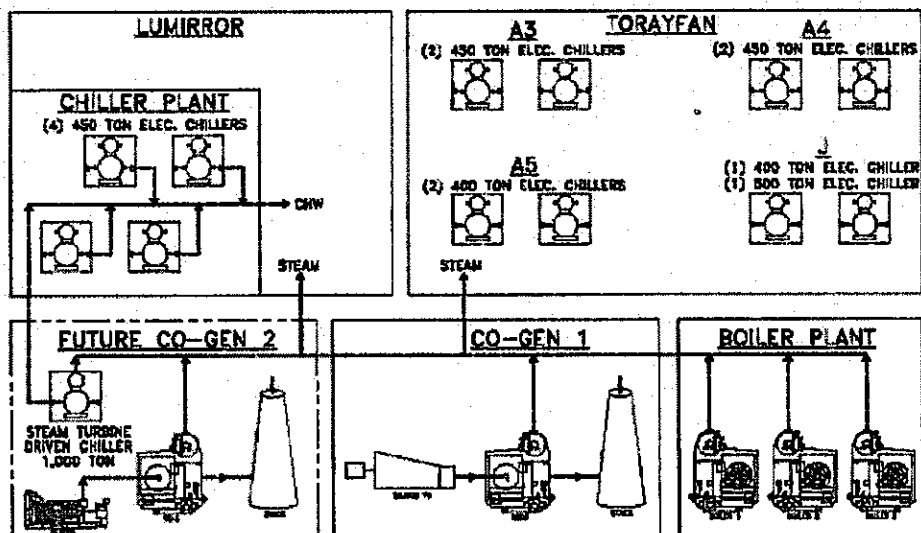 LUMIRROR
CHILLER PLANT
(4) 450 TON ELEC. CHILLERS
CHW
STEAM
TORAYFAN
A3
(2) 450 TON ELEC. CHILLERS
A4
(2) 450 TON ELEC. CHILLERS
A5
(2) 400 TON ELEC. CHILLERS
J
(1) 400 TON ELEC. CHILLER
(1) 500 TON ELEC. CHILLER
STEAM
FUTURE CO-GEN 2
STEAM TURBINE
DRIVEN CHILLER
1,000 TON
CO-GEN 1
BOILER PLANT